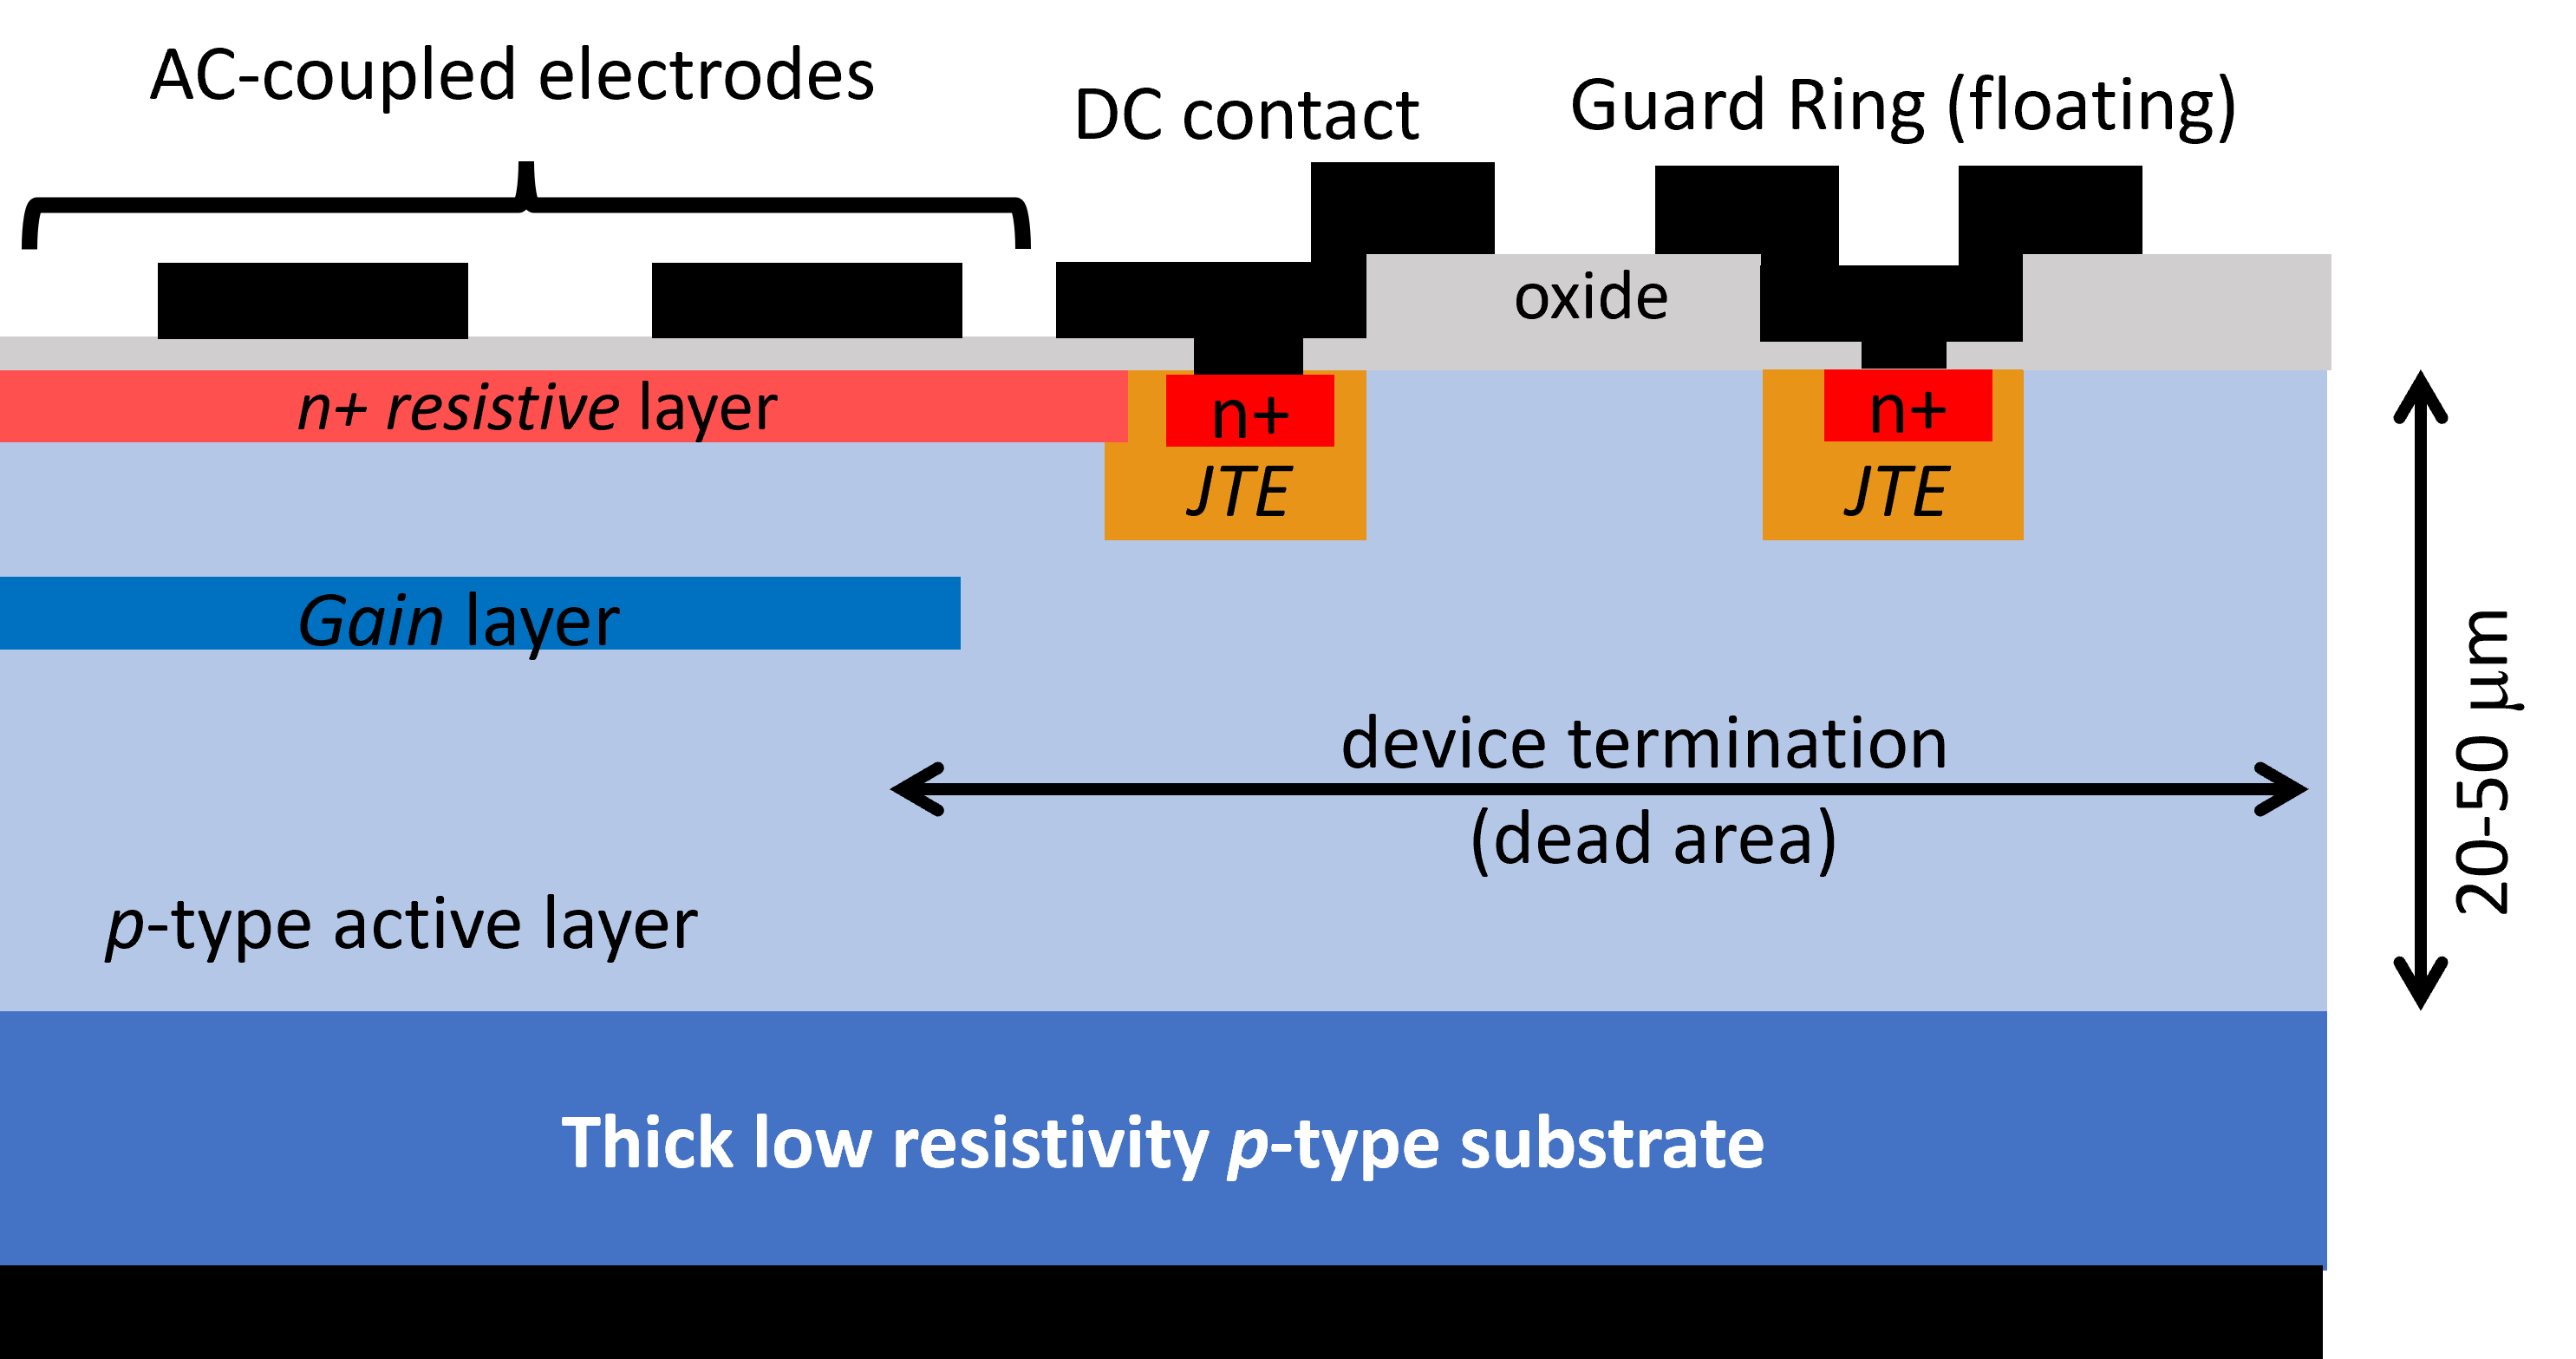 AC-coupled electrodes
DC contact
Guard Ring (floating)
oxide
n+ resistive layer
n+
n+
JTE
JTE
Gain layer
device termination
(dead area)
20-50 µm
p-type active layer
Thick low resistivity p-type substrate